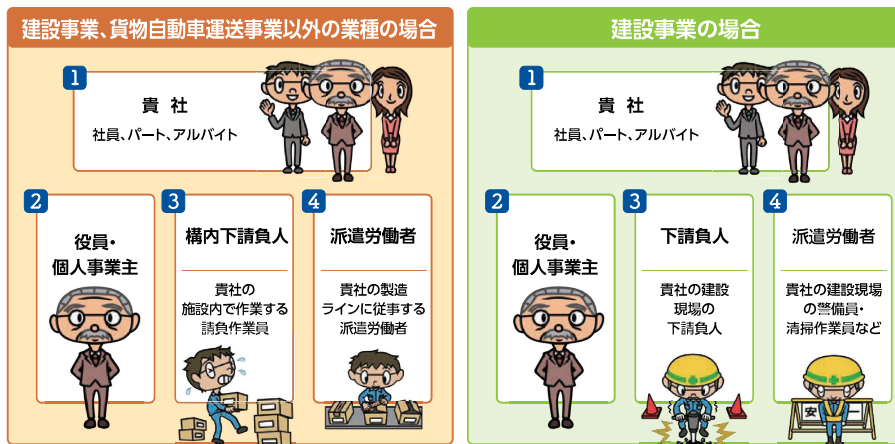 建設事業、貨物自動車運送事業以外の業種の場合
1
貴 社
社員、パート、アルバイト
2
役員・
個人事業主
3
構内下請負人
貴社の
施設内で作業する
請負作業員
4
派遣労働者
貴社の製造
ラインに従事する
派遣労働者
建設事業の場合
1
貴 社
社員、パート、アルバイト
2
役員・
個人事業主
3
下請負人
貴社の建設
現場の
下請負人
4
派遣労働者
貴社の建設現場
の警備員・
清掃作業員など
安 一